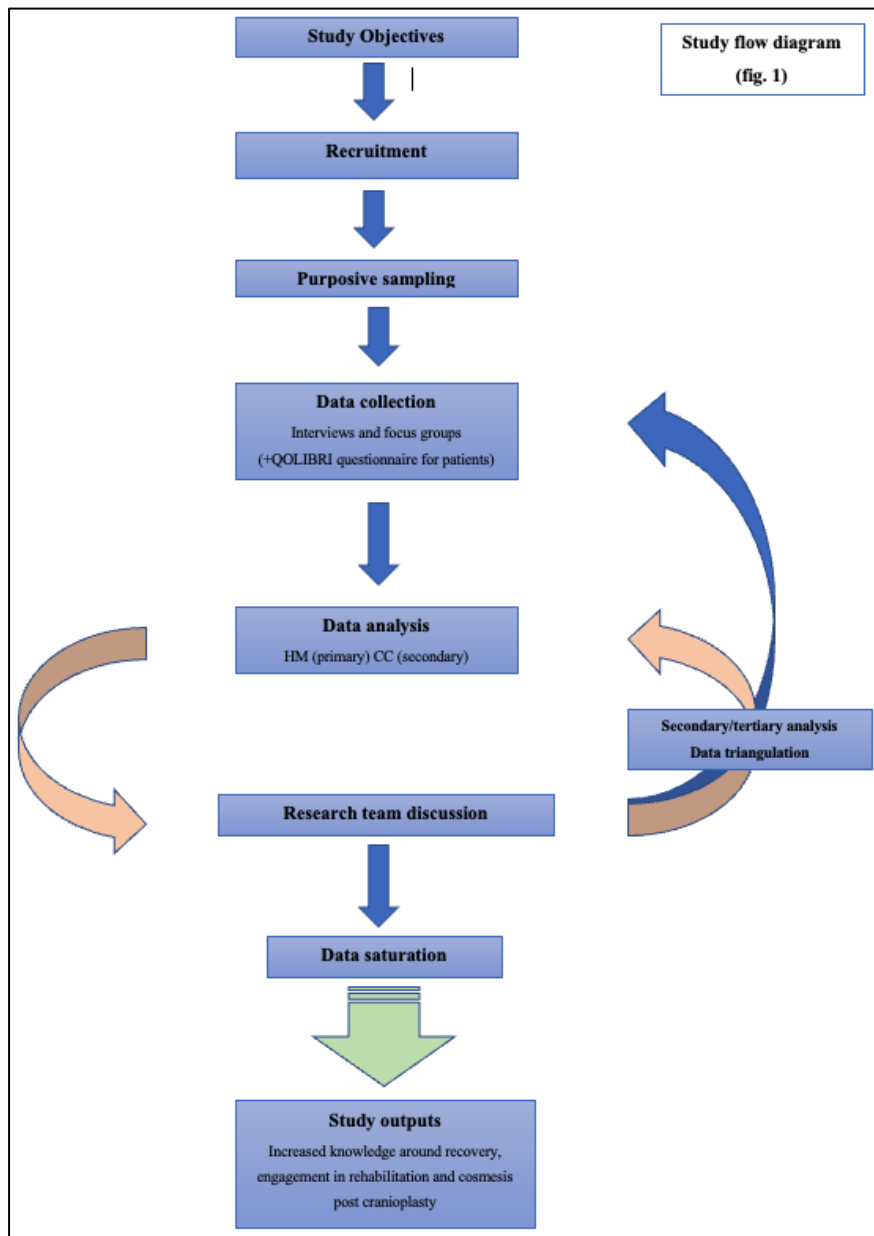 Study Objectives
Study flow diagram
(fig. 1)
Recruitment
Purposive sampling
Data collection
Interviews and focus groups
(+QOLIBRI questionnaire for patients)
Data analysis
HM (primary) CC (secondary)
Secondary/tertiary analysis
Data triangulation
Research team discussion
Data saturation
Study outputs
Increased knowledge around recovery,
engagement in rehabilitation and cosmesis
post cranioplasty